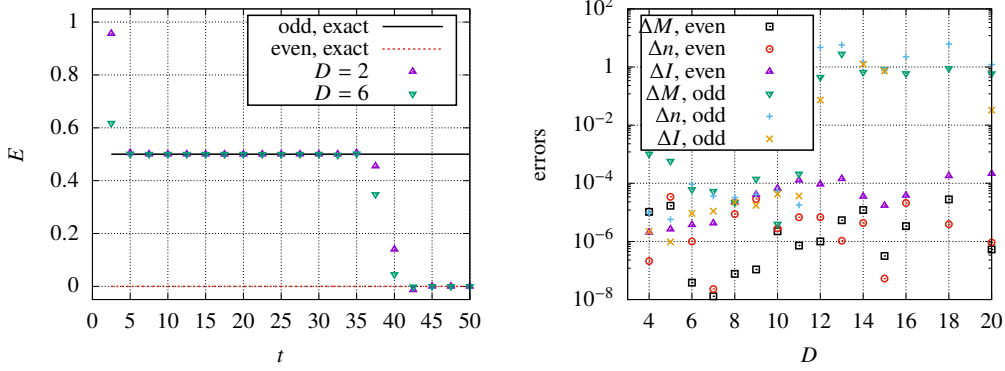 1
0.8
0.6
0.4
0.2
0
E
0 5 10 15 20 25 30 35 40 45 50
t
odd, exact
even, exact
D = 2
D = 6
10^2
1
10^-2
10^-4
10^-6
10^-8
errors
4 6 8 10 12 14 16 18 20
D
ΔM, even
Δn, even
ΔI, even
ΔM, odd
Δn, odd
ΔI, odd